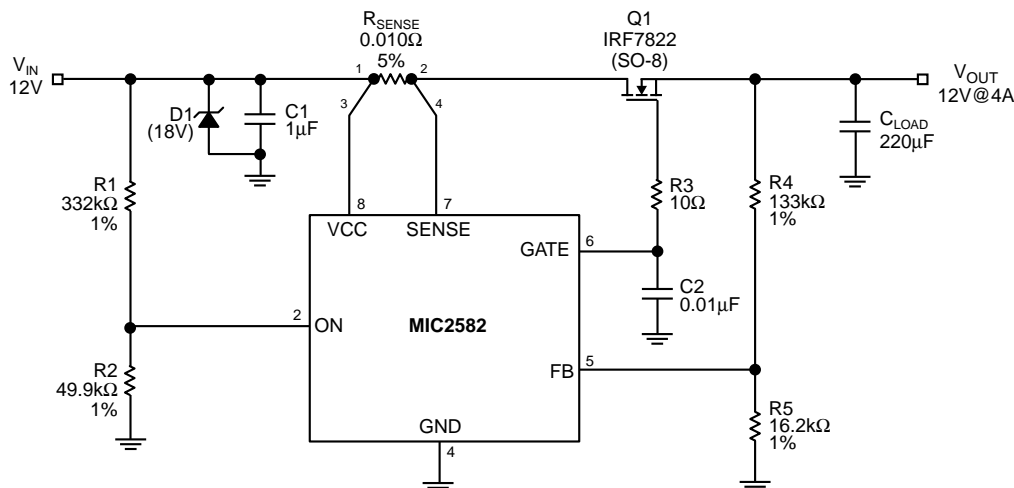 RSENSE
0.010Ω
5%
Q1
IRF7822
(SO-8)
VIN
12V
1
2
3
4
D1
(18V)
C1
1µF
VOUT
12V@4A
CLOAD
220µF
R1
332kΩ
1%
R3
10Ω
R4
133kΩ
1%
8
7
VCC
SENSE
GATE
6
C2
0.01µF
2
ON
MIC2582
FB
5
R2
49.9kΩ
1%
R5
16.2kΩ
1%
GND
4